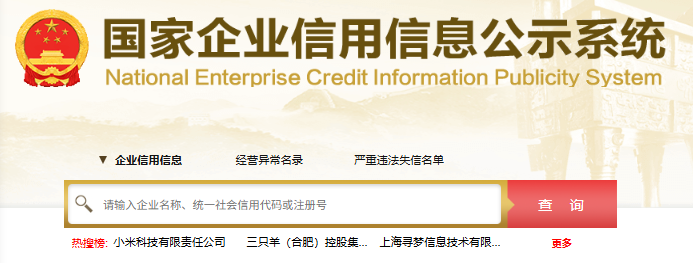 国家企业信用信息公示系统
National Enterprise Credit Information Publicity System
▼ 企业信用信息 经营异常名录 严重违法失信名单
请输入企业名称、统一社会信用代码或注册号 查 询
热搜榜: 小米科技有限责任公司 三只羊（合肥）控股集... 上海寻梦信息技术有限... 更多